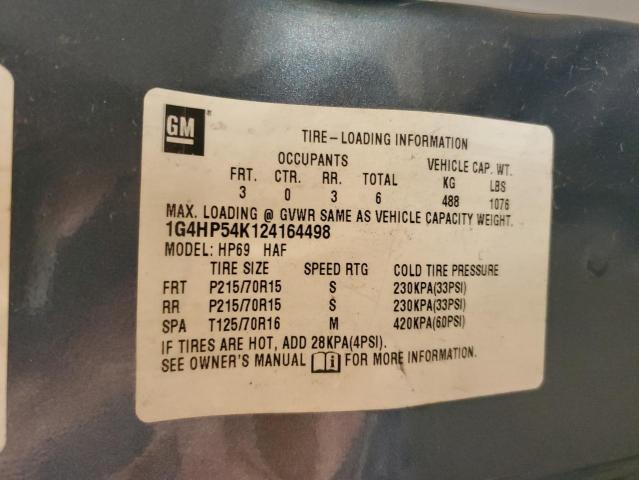 GM
TIRE-LOADING INFORMATION
OCCUPANTS VEHICLE CAP. WT.
FRT. CTR. RR. TOTAL KG LBS
3 0 3 6 488 1076
MAX. LOADING @ GVWR SAME AS VEHICLE CAPACITY WEIGHT.
1G4HP54K124164498
MODEL: HP69 HAF
TIRE SIZE SPEED RTG COLD TIRE PRESSURE
FRT P215/70R15 S 230KPA(33PSI)
RR P215/70R15 S 230KPA(33PSI)
SPA T125/70R16 M 420KPA(60PSI)
IF TIRES ARE HOT, ADD 28KPA(4PSI).
SEE OWNER'S MANUAL i FOR MORE INFORMATION.